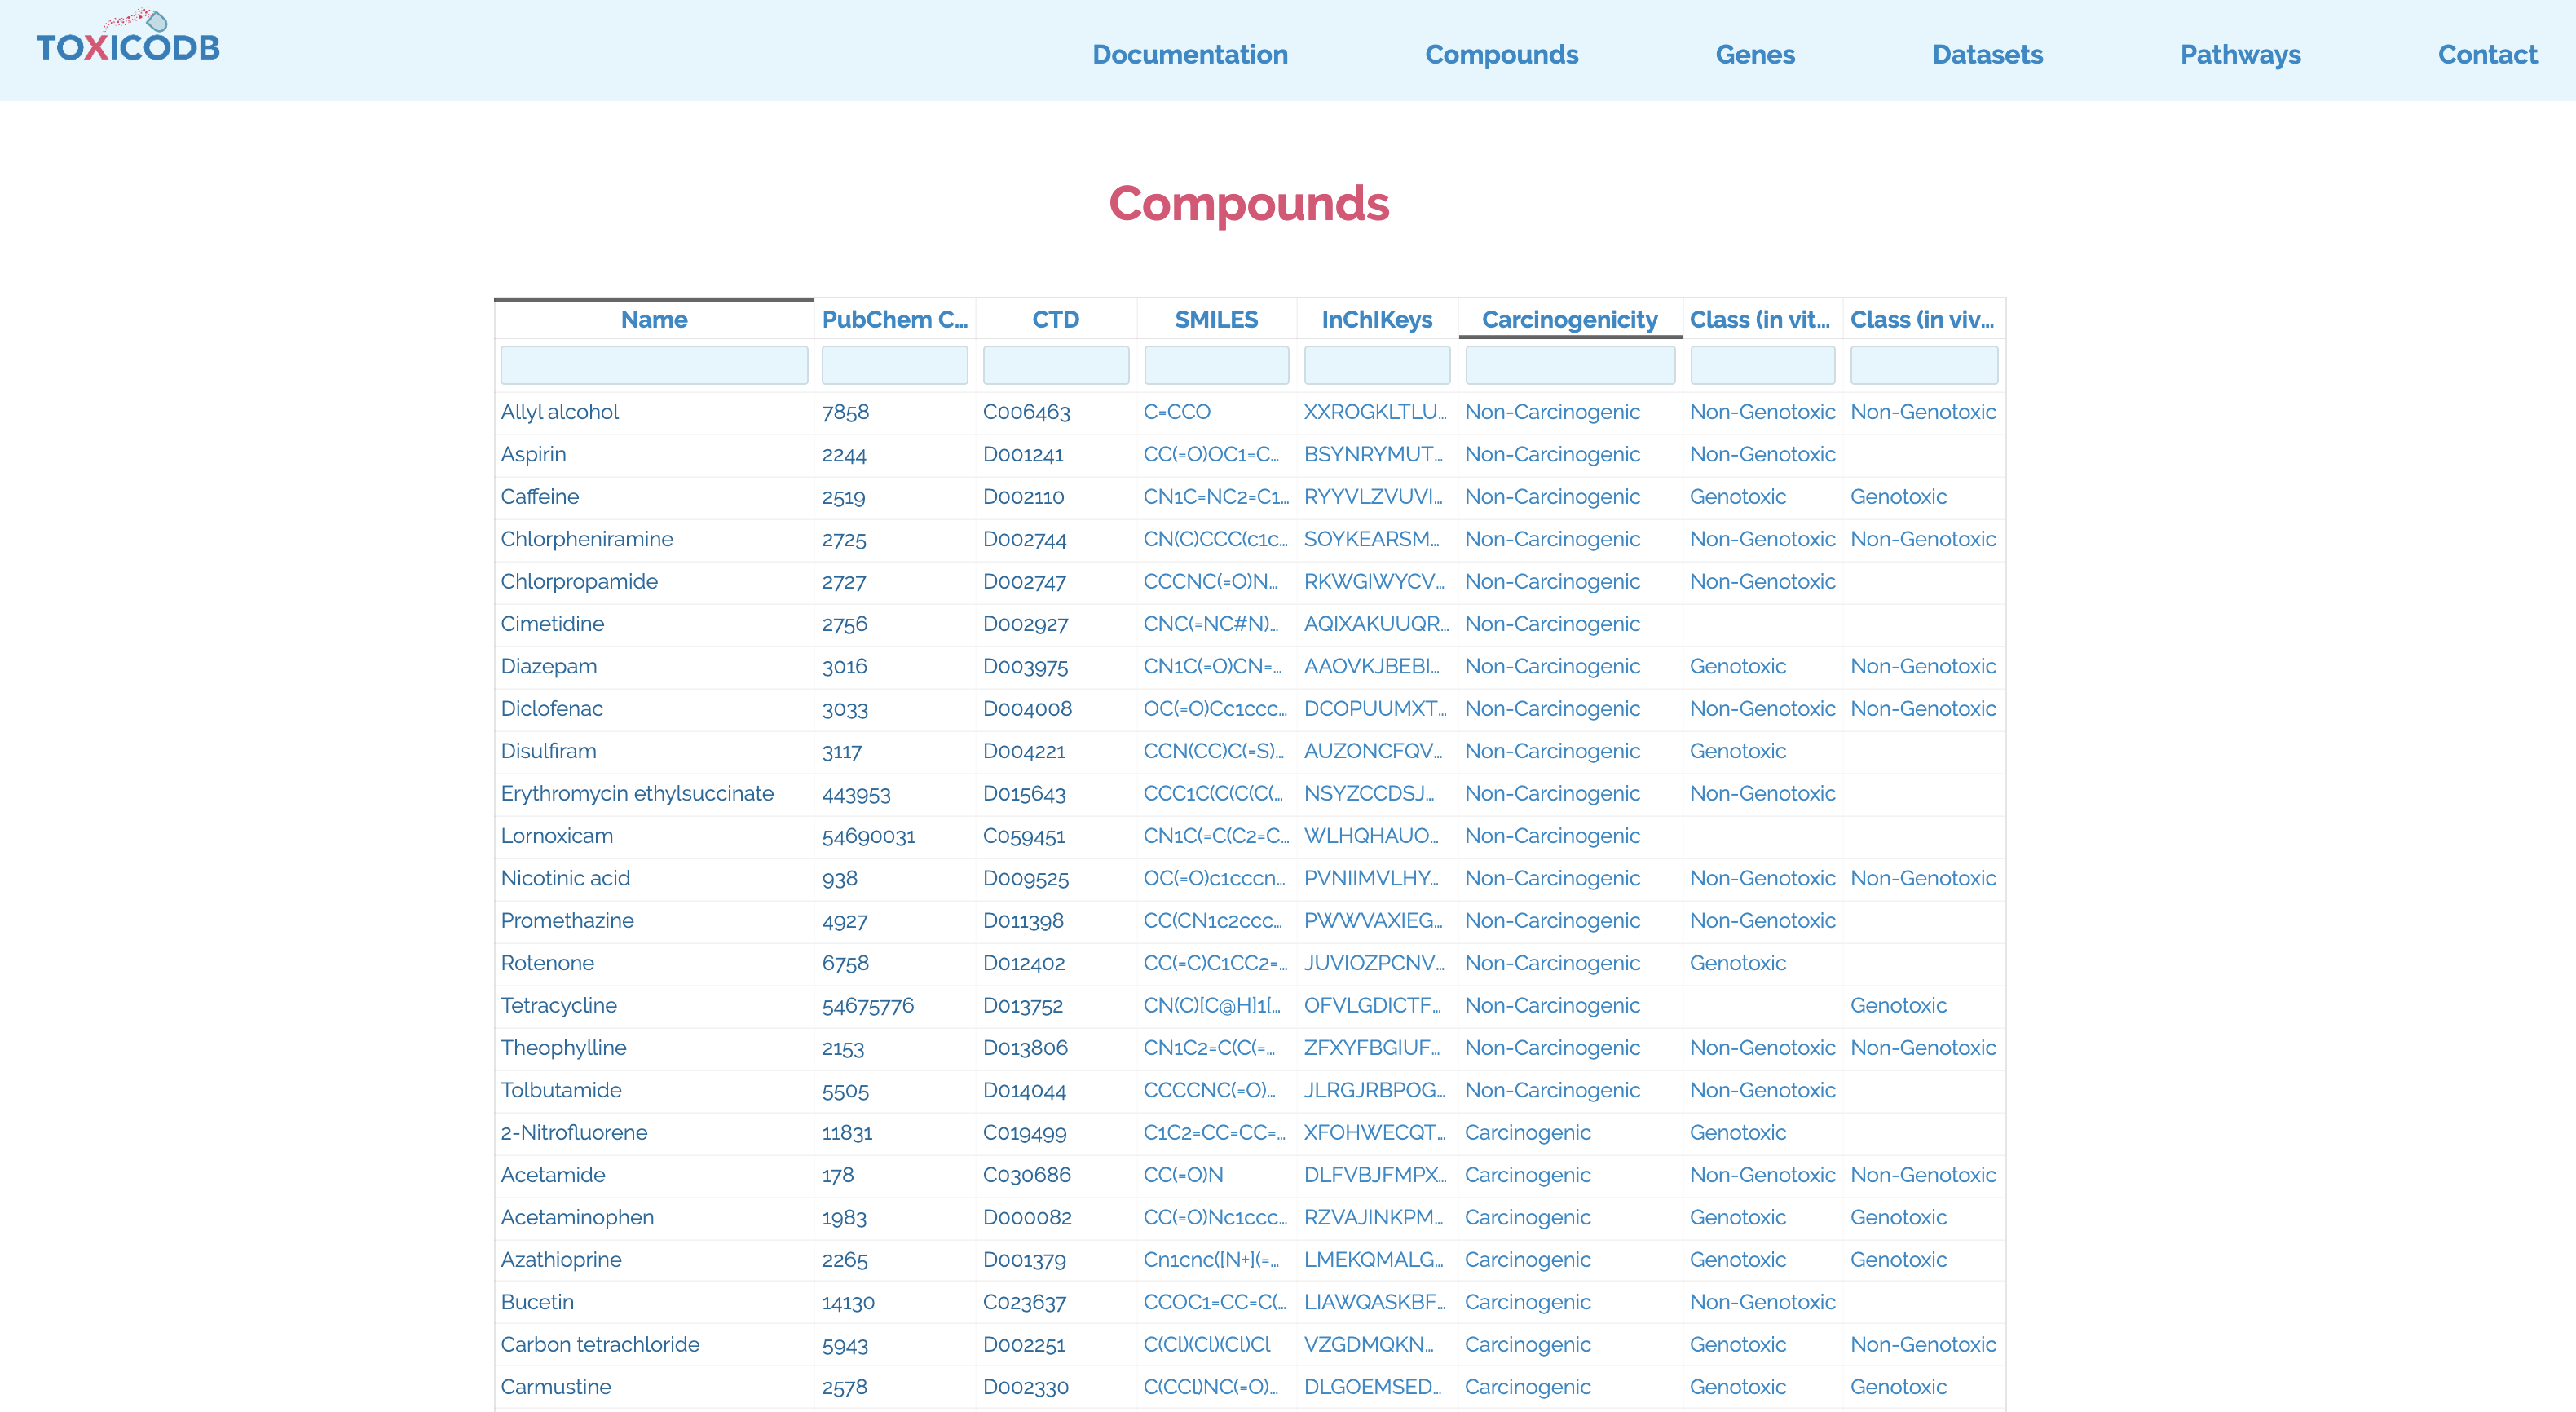 TOXICODB
Documentation Compounds Genes Datasets Pathways Contact
Compounds
Name PubChem C... CTD SMILES InChIKeys Carcinogenicity Class (in vit... Class (in viv...
Allyl alcohol 7858 C006463 C=CCO XXROGKLTLU... Non-Carcinogenic Non-Genotoxic Non-Genotoxic
Aspirin 2244 D001241 CC(=O)OC1=C... BSYNRYMUT... Non-Carcinogenic Non-Genotoxic
Caffeine 2519 D002110 CN1C=NC2=C1... RYYVLZVUVI... Non-Carcinogenic Genotoxic Genotoxic
Chlorpheniramine 2725 D002744 CN(C)CCC(c1c... SOYKEARSM... Non-Carcinogenic Non-Genotoxic Non-Genotoxic
Chlorpropamide 2727 D002747 CCCNC(=O)N... RKWGIWYCV... Non-Carcinogenic Non-Genotoxic
Cimetidine 2756 D002927 CNC(=NC#N)... AQIXAKUUQR... Non-Carcinogenic
Diazepam 3016 D003975 CN1C(=O)CN=... AAOVKJBEBI... Non-Carcinogenic Genotoxic Non-Genotoxic
Diclofenac 3033 D004008 OC(=O)Cc1ccc... DCOPUUMXT... Non-Carcinogenic Non-Genotoxic Non-Genotoxic
Disulfiram 3117 D004221 CCN(CC)C(=S)... AUZONCFQV... Non-Carcinogenic Genotoxic
Erythromycin ethylsuccinate 443953 D015643 CCC1C(C(C(C(... NSYZCCDSJ... Non-Carcinogenic Non-Genotoxic
Lornoxicam 54690031 C059451 CN1C(=C(C2=C... WLHQHAUO... Non-Carcinogenic
Nicotinic acid 938 D009525 OC(=O)c1cccn... PVNIIMVLHY... Non-Carcinogenic Non-Genotoxic Non-Genotoxic
Promethazine 4927 D011398 CC(CN1c2ccc... PWWVAXIEG... Non-Carcinogenic Non-Genotoxic
Rotenone 6758 D012402 CC(=C)C1CC2=... JUVIOZPCNV... Non-Carcinogenic Genotoxic
Tetracycline 54675776 D013752 CN(C)[C@H]1[... OFVLGDICTF... Non-Carcinogenic Genotoxic
Theophylline 2153 D013806 CN1C2=C(C(=... ZFXYFBGIUF... Non-Carcinogenic Non-Genotoxic Non-Genotoxic
Tolbutamide 5505 D014044 CCCCNC(=O)... JLRGJRBPOG... Non-Carcinogenic Non-Genotoxic
2-Nitrofluorene 11831 C019499 C1C2=CC=CC=... XFOHWECQT... Carcinogenic Genotoxic
Acetamide 178 C030686 CC(=O)N DLFVBJFMPX... Carcinogenic Non-Genotoxic Non-Genotoxic
Acetaminophen 1983 D000082 CC(=O)Nc1ccc... RZVAJINKPM... Carcinogenic Genotoxic Genotoxic
Azathioprine 2265 D001379 Cn1cnc([N+](=... LMEKQMALG... Carcinogenic Genotoxic Genotoxic
Bucetin 14130 C023637 CCOC1=CC=C(... LIAWQASKBF... Carcinogenic Non-Genotoxic
Carbon tetrachloride 5943 D002251 C(Cl)(Cl)(Cl)Cl VZGDMQKN... Carcinogenic Genotoxic Non-Genotoxic
Carmustine 2578 D002330 C(CCl)NC(=O)... DLGOEMSED... Carcinogenic Genotoxic Genotoxic